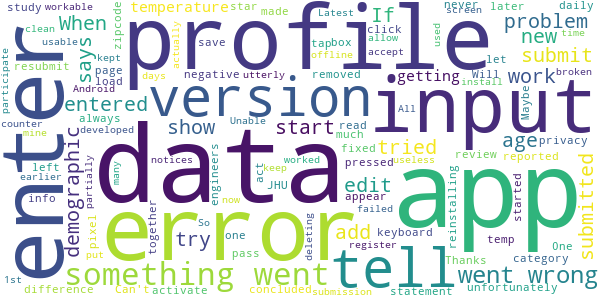 study workable temperature star made Latest screen daily
clean When zipcode profile If click Android never later
usable tapbox offline allow accept used let problem
resubmit says page save negative utterly actually new time
participate kept load days removed getting Will install broken
entered version input submit work
counter always Unable All Maybe
mine developed show start read much tried age privacy
enter demographic many notices data worked fixed pressed review reported
left partially engineers act keep useless edit appear submitted
earlier info together now JHU failed reinstalling started
pixel error app
put So try one deleting add keyboard temp One
1st pass register category
something went tell went wrong Thanks
difference Can't activate concluded submission statement unfortunately